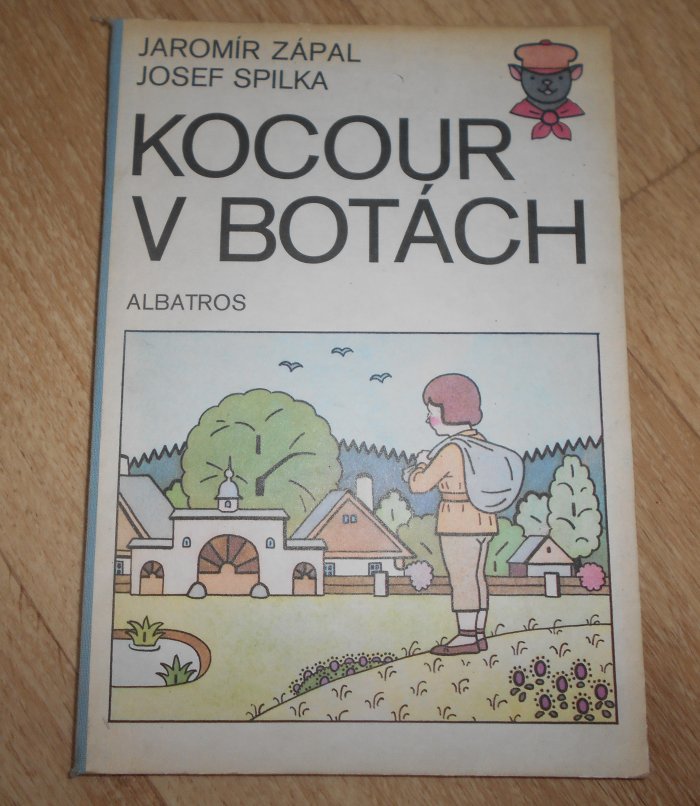 JAROMÍR ZÁPAL
JOSEF SPILKA
KOCOUR
V BOTÁCH
ALBATROS